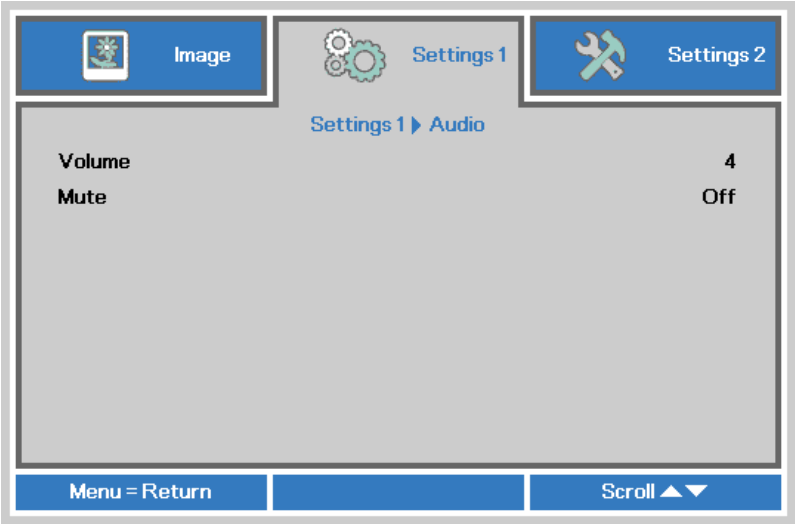 Image
Settings 1
Settings 2
Settings 1 ▶ Audio
Volume 4
Mute Off
Menu = Return
Scroll ▲▼